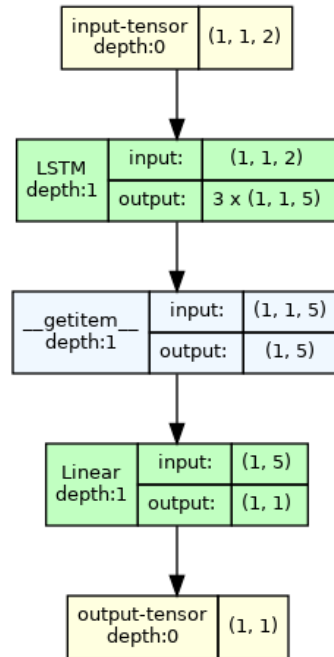 input-tensor
depth:0
(1, 1, 2)
LSTM
depth:1
input:
(1, 1, 2)
output:
3 x (1, 1, 5)
__getitem__
depth:1
input:
(1, 1, 5)
output:
(1, 5)
Linear
depth:1
input:
(1, 5)
output:
(1, 1)
output-tensor
depth:0
(1, 1)